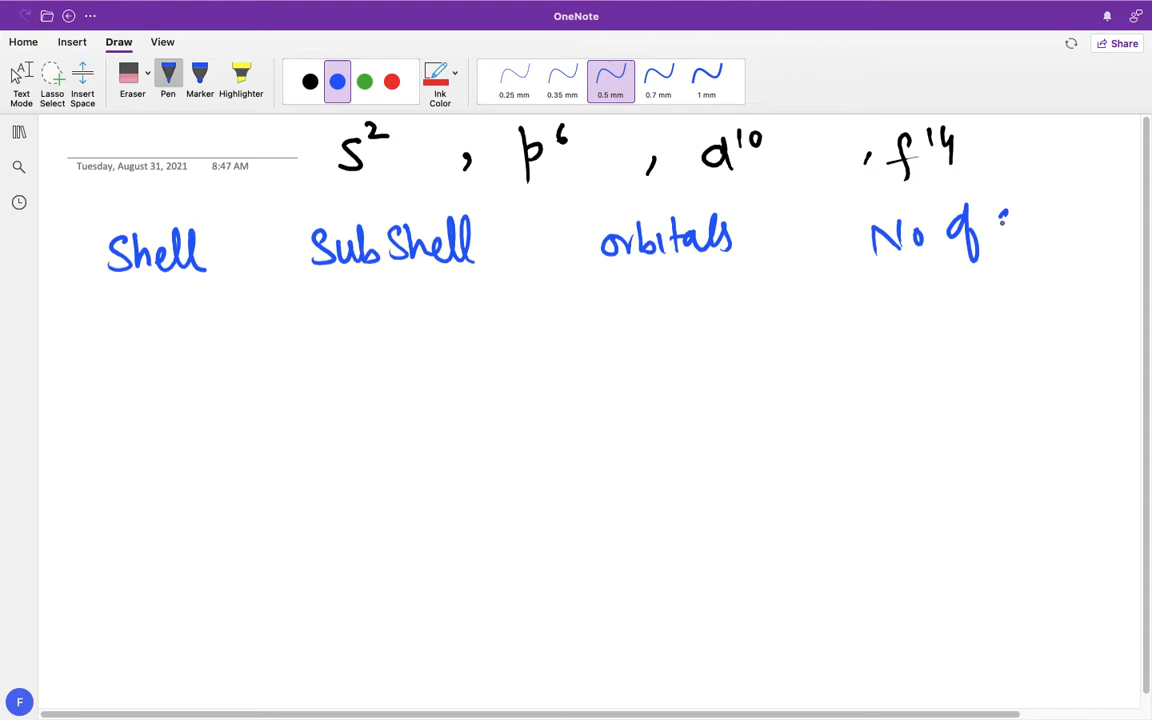 OneNote
Home Insert Draw View Share
Text Mode Lasso Select Insert Space Eraser Pen Marker Highlighter Ink Color 0.25 mm 0.35 mm 0.5 mm 0.7 mm 1 mm
s² , p⁶ , d¹⁰ , f¹⁴
Tuesday, August 31, 2021 8:47 AM
Shell SubShell orbitals No of
F